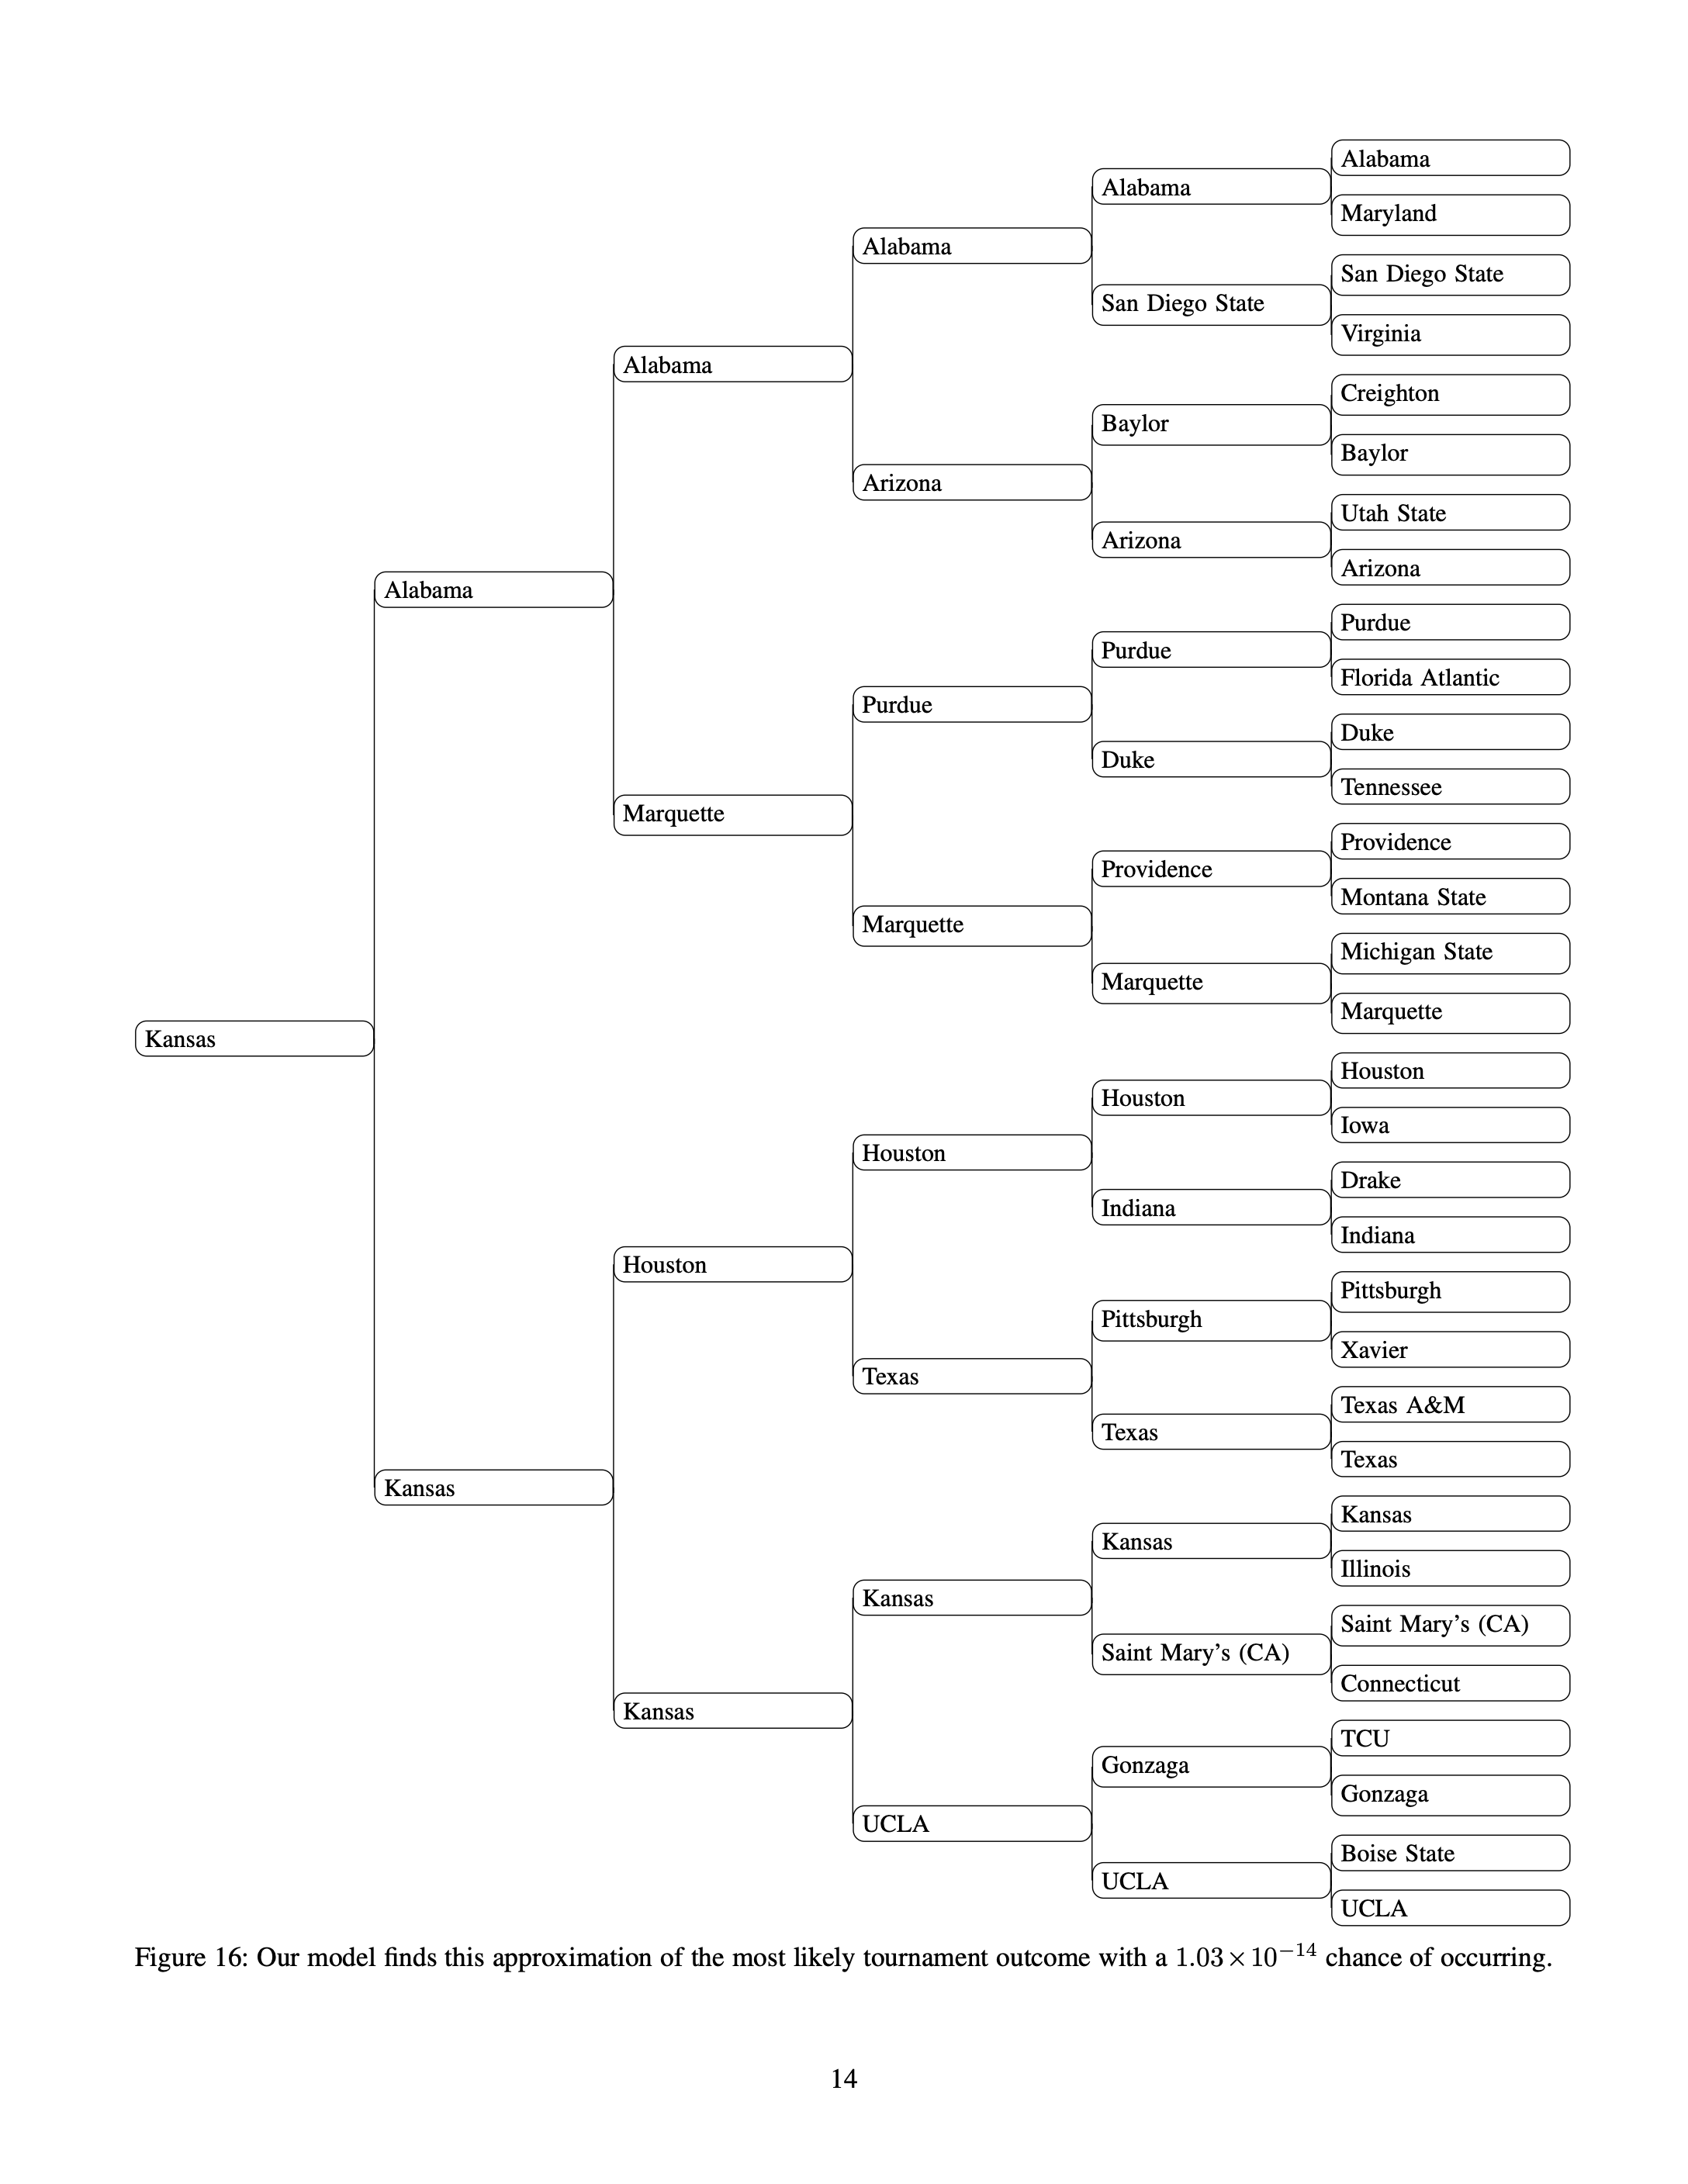 Alabama
Alabama
Maryland
Alabama
San Diego State
San Diego State
Virginia
Alabama
Creighton
Baylor
Baylor
Arizona
Utah State
Arizona
Arizona
Alabama
Purdue
Purdue
Florida Atlantic
Purdue
Duke
Duke
Tennessee
Marquette
Providence
Providence
Montana State
Marquette
Michigan State
Marquette
Marquette
Kansas
Houston
Houston
Iowa
Houston
Drake
Indiana
Indiana
Houston
Pittsburgh
Pittsburgh
Xavier
Texas
Texas A&M
Texas
Texas
Kansas
Kansas
Kansas
Illinois
Kansas
Saint Mary's (CA)
Saint Mary's (CA)
Connecticut
Kansas
TCU
Gonzaga
Gonzaga
UCLA
Boise State
UCLA
UCLA
Figure 16: Our model finds this approximation of the most likely tournament outcome with a 1.03×10⁻¹⁴ chance of occurring.
14